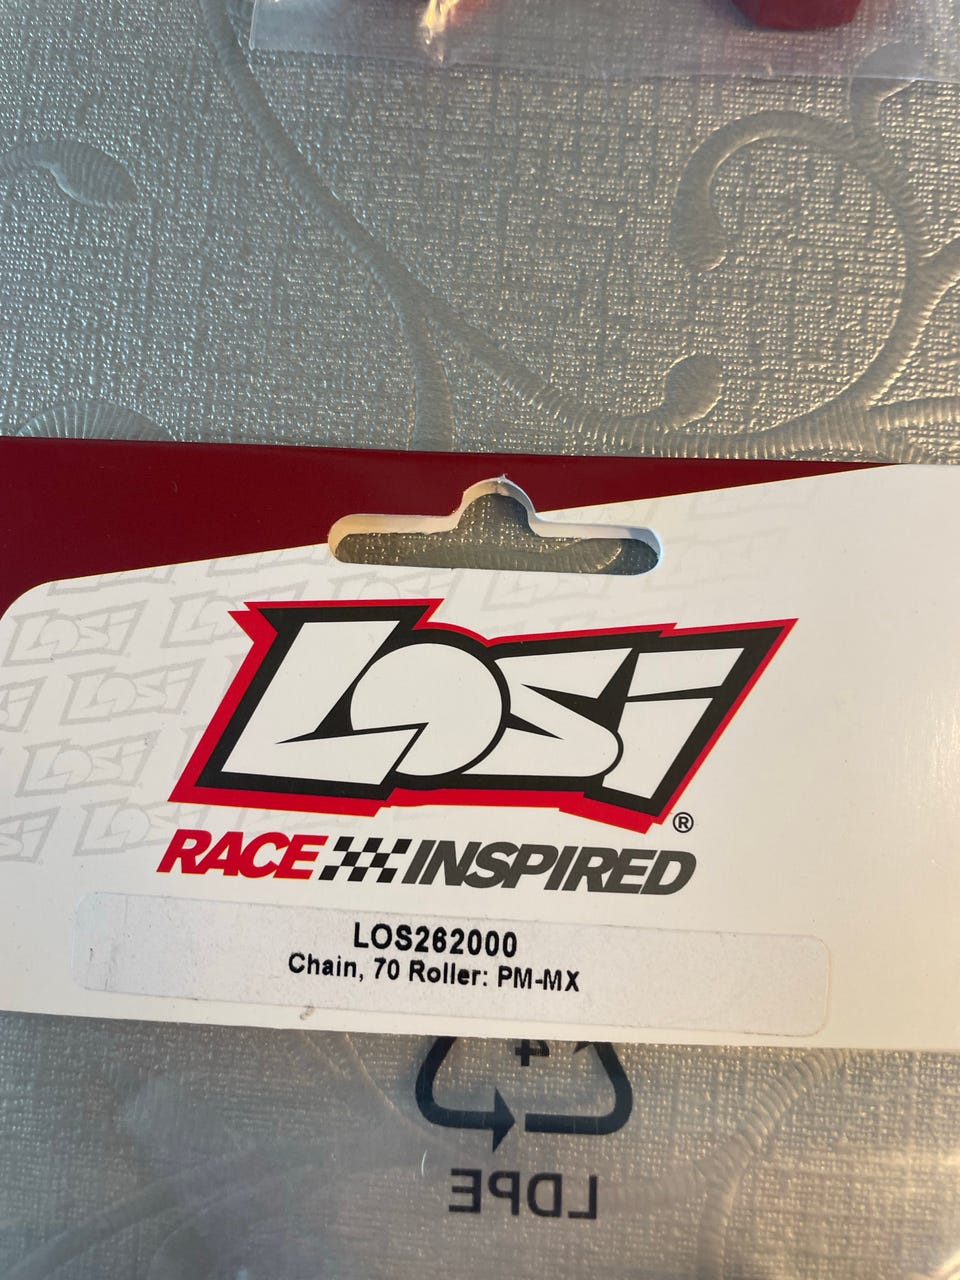 Losi®
RACE INSPIRED
LOS262000
Chain, 70 Roller: PM-MX
4
LDPE